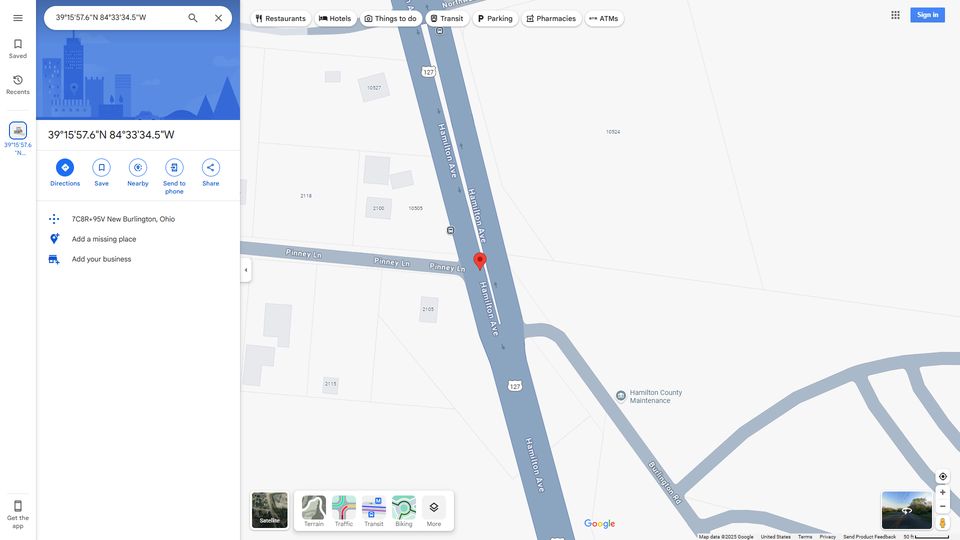 39°15'57.6"N 84°33'34.5"W
Restaurants
Hotels
Things to do
Transit
Parking
Pharmacies
ATMs
Sign in
Saved
Recents
39°15'57.6
"N...
Get the
app
39°15'57.6"N 84°33'34.5"W
Directions
Save
Nearby
Send to
phone
Share
7C8R+95V New Burlington, Ohio
Add a missing place
Add your business
127
10527
10524
Hamilton Ave
2118
2100
10505
Hamilton Ave
Pinney Ln
Pinney Ln
Pinney Ln
Hamilton Ave
2105
2115
127
Hamilton County
Maintenance
Hamilton Ave
Burlington Rd
Satellite
Terrain
Traffic
Transit
Biking
More
Google
Map data ©2025 Google
United States
Terms
Privacy
Send Product Feedback
50 ft